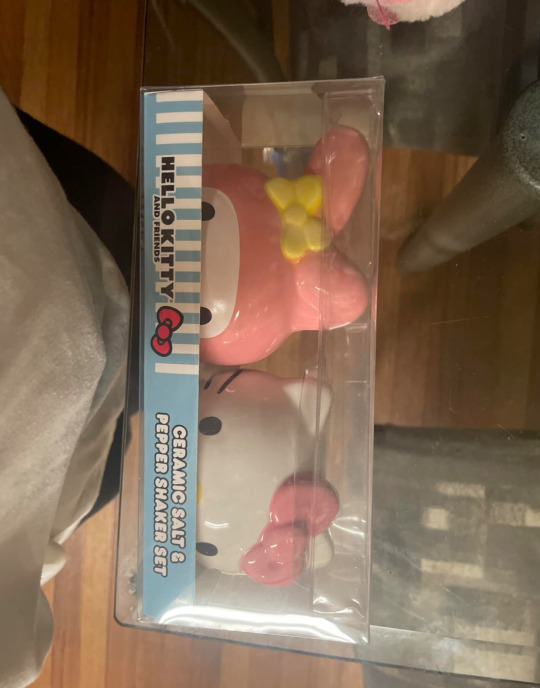 HELLO KITTY
AND FRIENDS
CERAMIC SALT &
PEPPER SHAKER SET